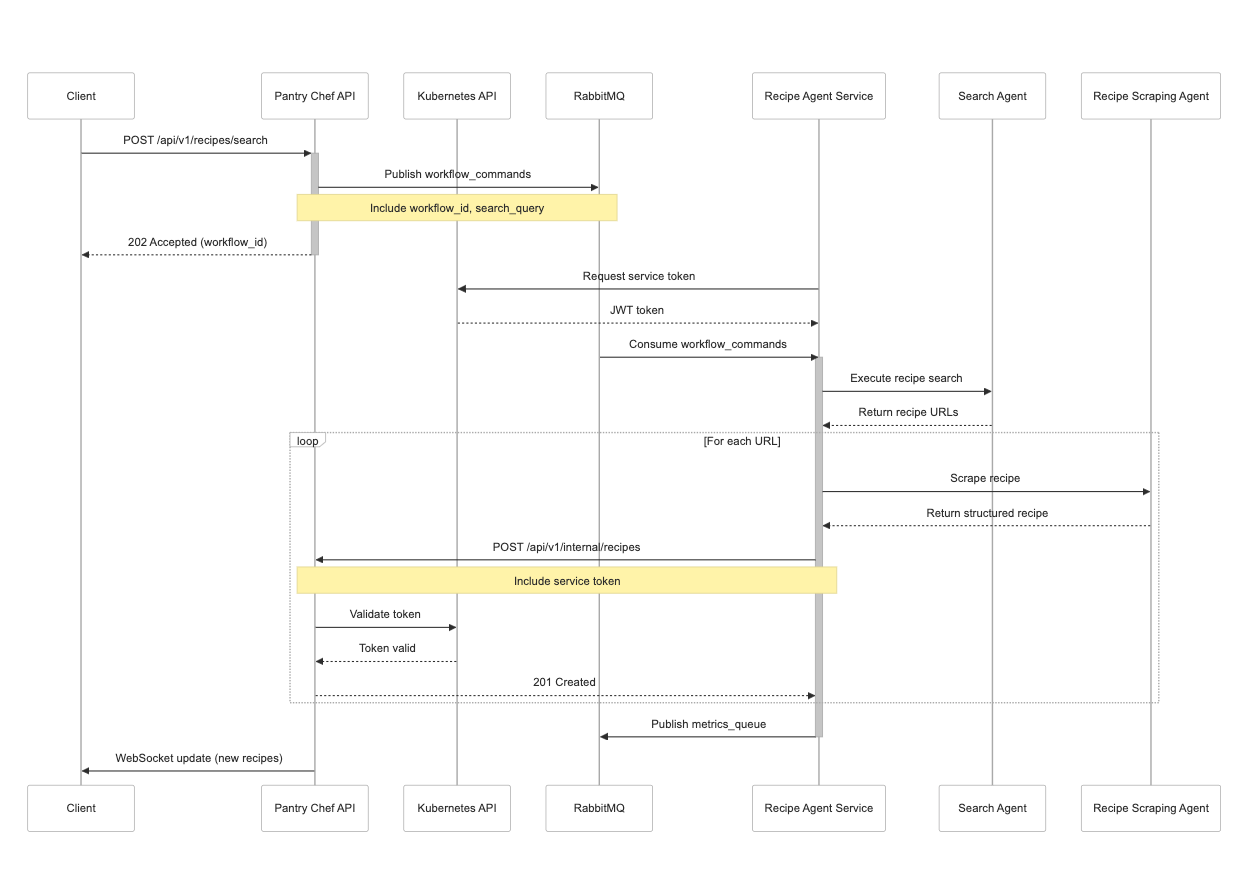 Client
Pantry Chef API
Kubernetes API
RabbitMQ
Recipe Agent Service
Search Agent
Recipe Scraping Agent
POST /api/v1/recipes/search
Publish workflow_commands
Include workflow_id, search_query
202 Accepted (workflow_id)
Request service token
JWT token
Consume workflow_commands
Execute recipe search
Return recipe URLs
loop
[For each URL]
Scrape recipe
Return structured recipe
POST /api/v1/internal/recipes
Include service token
Validate token
Token valid
201 Created
Publish metrics_queue
WebSocket update (new recipes)
Client
Pantry Chef API
Kubernetes API
RabbitMQ
Recipe Agent Service
Search Agent
Recipe Scraping Agent